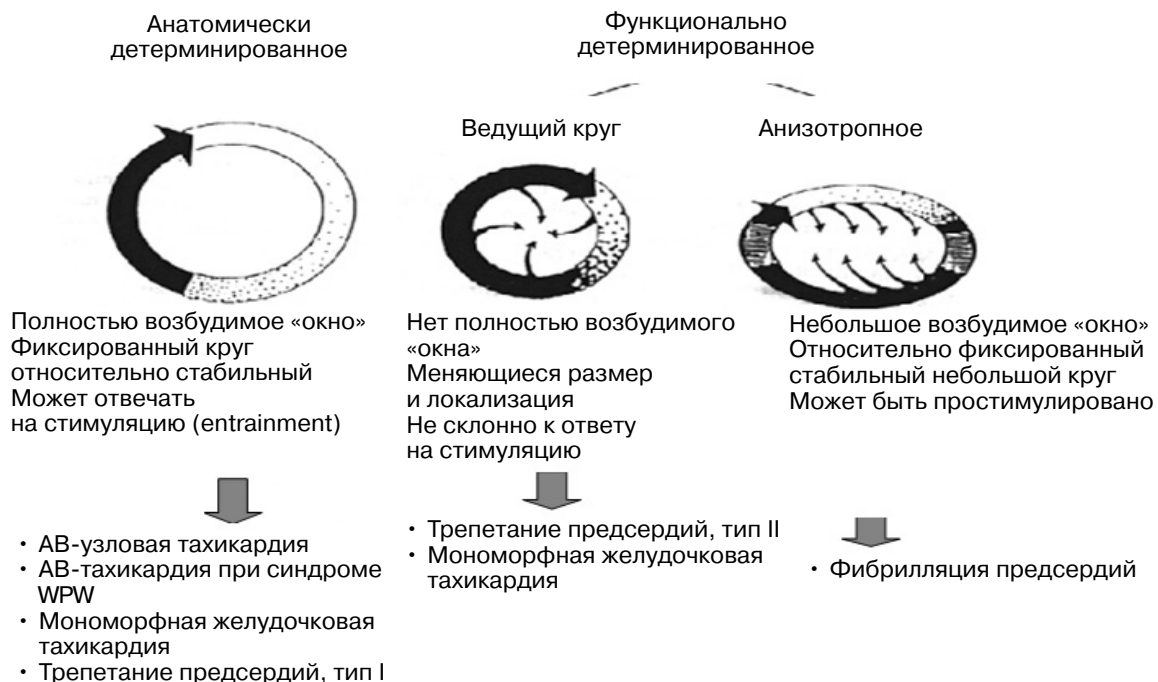 Анатомически
детерминированное
Функционально
детерминированное
Ведущий круг
Анизотропное
Полностью возбудимое «окно»
Фиксированный круг
относительно стабильный
Может отвечать
на стимуляцию (entrainment)
Нет полностью возбудимого
«окна»
Меняющиеся размер
и локализация
Не склонно к ответу
на стимуляцию
Небольшое возбудимое «окно»
Относительно фиксированный
стабильный небольшой круг
Может быть простимулировано
• АВ-узловая тахикардия
• АВ-тахикардия при синдроме
WPW
• Мономорфная желудочковая
тахикардия
• Трепетание предсердий, тип I
• Трепетание предсердий, тип II
• Мономорфная желудочковая
тахикардия
• Фибрилляция предсердий